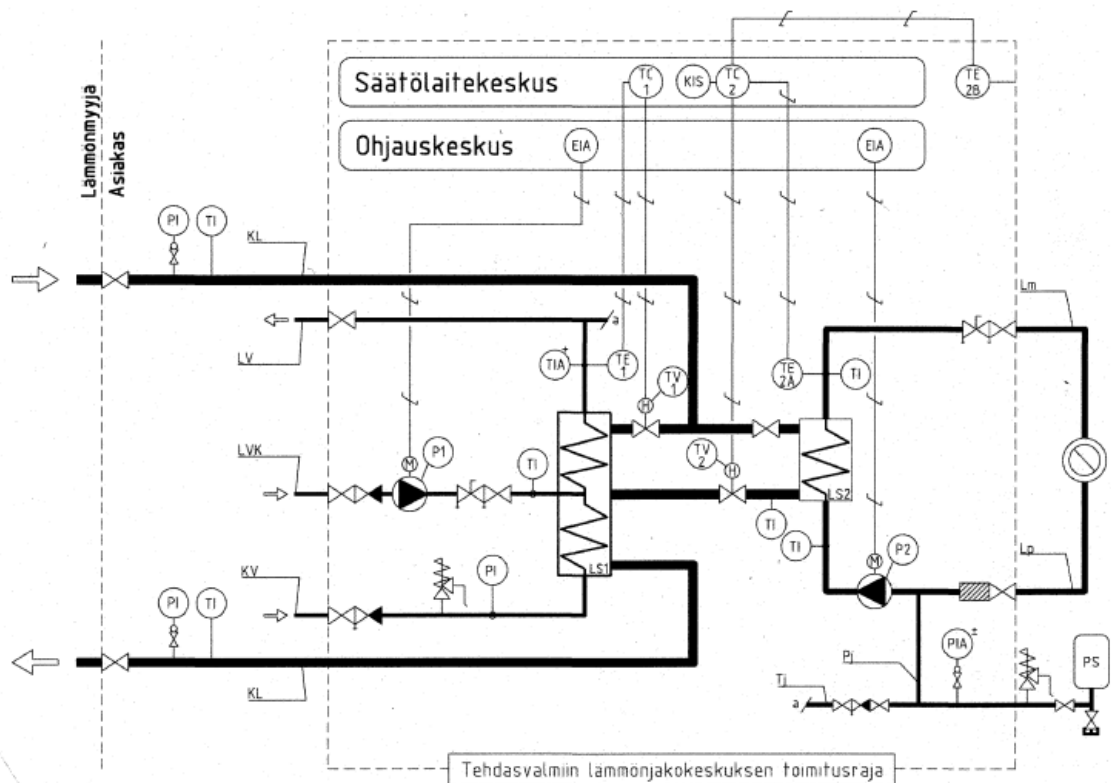 Säätölaitekeskus
TC
1
KIS
TC
2
TE
2B
Ohjauskeskus
EIA
EIA
Lämmönmyyjä
Asiakas
PI
TI
KL
LV
a
TIA
±
TE
1
TV
1
TE
2A
TI
Lm
H
LVK
M
P1
TI
TV
2
H
LS2
TI
TI
KV
PI
LS1
M
P2
Lp
PI
TI
KL
Pj
PIA
±
Tj
a
PS
Tehdasvalmiin lämmönjakokeskuksen toimitusraja